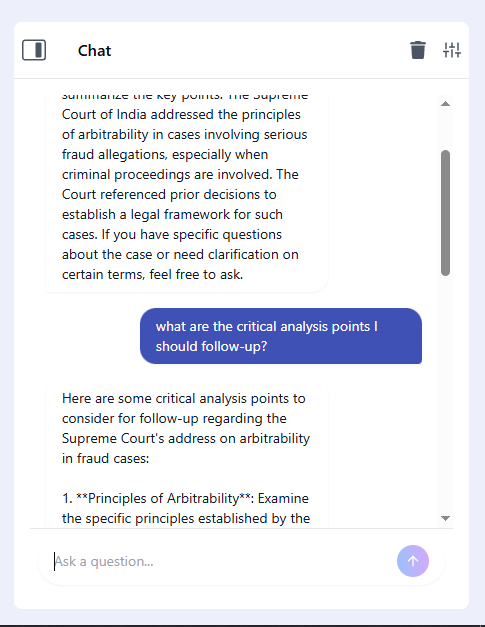 Chat
summarize the key points. The Supreme
Court of India addressed the principles
of arbitrability in cases involving serious
fraud allegations, especially when
criminal proceedings are involved. The
Court referenced prior decisions to
establish a legal framework for such
cases. If you have specific questions
about the case or need clarification on
certain terms, feel free to ask.
what are the critical analysis points I
should follow-up?
Here are some critical analysis points to
consider for follow-up regarding the
Supreme Court's address on arbitrability
in fraud cases:
1. **Principles of Arbitrability**: Examine
the specific principles established by the
Ask a question...